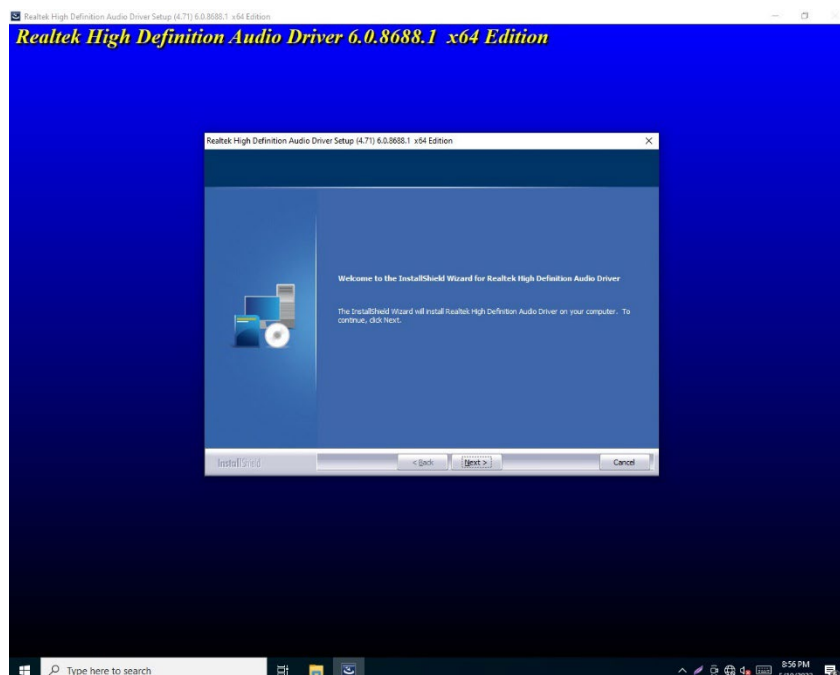 Realtek High Definition Audio Driver Setup (4.71) 6.0.8688.1 x64 Edition
Realtek High Definition Audio Driver 6.0.8688.1 x64 Edition
Realtek High Definition Audio Driver Setup (4.71) 6.0.8688.1 x64 Edition
Welcome to the InstallShield Wizard for Realtek High Definition Audio Driver
The InstallShield Wizard will install Realtek High Definition Audio Driver on your computer. To
continue, click Next.
InstallShield
< Back
Next >
Cancel
Type here to search
8:56 PM